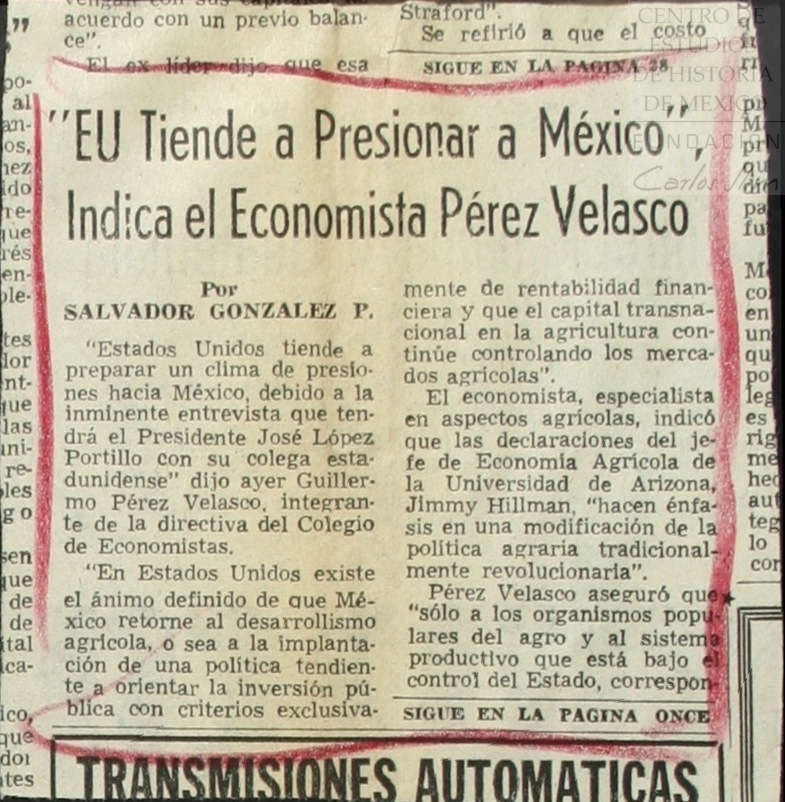 acuerdo con un previo balan-
ce".
El ex líder dijo que esa
Straford".
Se refirió a que el costo
SIGUE EN LA PAGINA 28
CENTRO DE
ESTUDIOS
DE HISTORIA
DE MEXICO
FUNDACIÓN
Carlos Slim
"EU Tiende a Presionar a México",
Indica el Economista Pérez Velasco
Por
SALVADOR GONZALEZ P.
"Estados Unidos tiende a
preparar un clima de presio-
nes hacia México, debido a la
inminente entrevista que ten-
drá el Presidente José López
Portillo con su colega esta-
dunidense" dijo ayer Guiller-
mo Pérez Velasco, integran-
te de la directiva del Colegio
de Economistas.
"En Estados Unidos existe
el ánimo definido de que Mé-
xico retorne al desarrollismo
agrícola, o sea a la implanta-
ción de una política tendien-
te a orientar la inversión pú-
blica con criterios exclusiva-
mente de rentabilidad finan-
ciera y que el capital transna-
cional en la agricultura con-
tinúe controlando los merca-
dos agrícolas".
El economista, especialista
en aspectos agrícolas, indicó
que las declaraciones del je-
fe de Economía Agrícola de
la Universidad de Arizona,
Jimmy Hillman, "hacen énfa-
sis en una modificación de la
política agraria tradicional-
mente revolucionaria".
Pérez Velasco aseguró que
"sólo a los organismos popu-
lares del agro y al sistema
productivo que está bajo el
control del Estado, correspon-
SIGUE EN LA PAGINA ONCE
TRANSMISIONES AUTOMATICAS